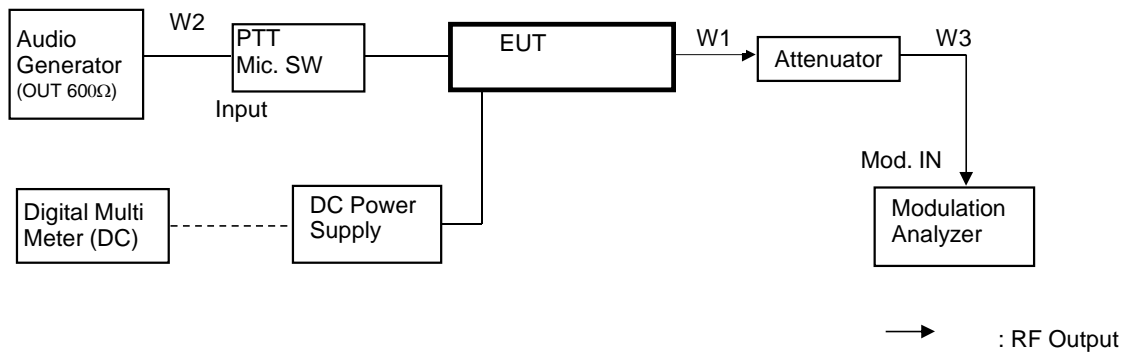 Audio
Generator
(OUT 600Ω)
W2
PTT
Mic. SW
Input
EUT
W1
Attenuator
W3
Mod. IN
Digital Multi
Meter (DC)
DC Power
Supply
Modulation
Analyzer
: RF Output